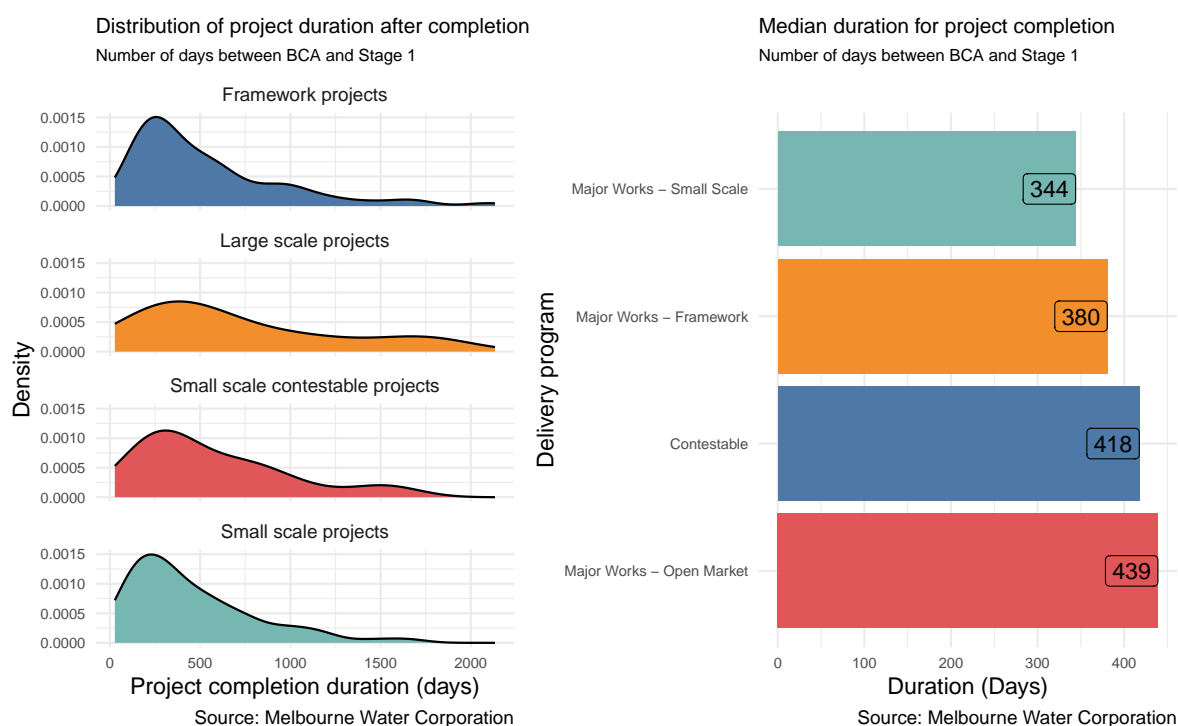 Distribution of project duration after completion
Number of days between BCA and Stage 1
Framework projects
0.0015
0.0010
0.0005
0.0000
Large scale projects
0.0015
0.0010
0.0005
0.0000
Small scale contestable projects
0.0015
0.0010
0.0005
0.0000
Small scale projects
0.0015
0.0010
0.0005
0.0000
Density
0 500 1000 1500 2000
Project completion duration (days)
Source: Melbourne Water Corporation
Median duration for project completion
Number of days between BCA and Stage 1
Delivery program
Major Works − Small Scale
344
Major Works − Framework
380
Contestable
418
Major Works − Open Market
439
0 100 200 300 400
Duration (Days)
Source: Melbourne Water Corporation